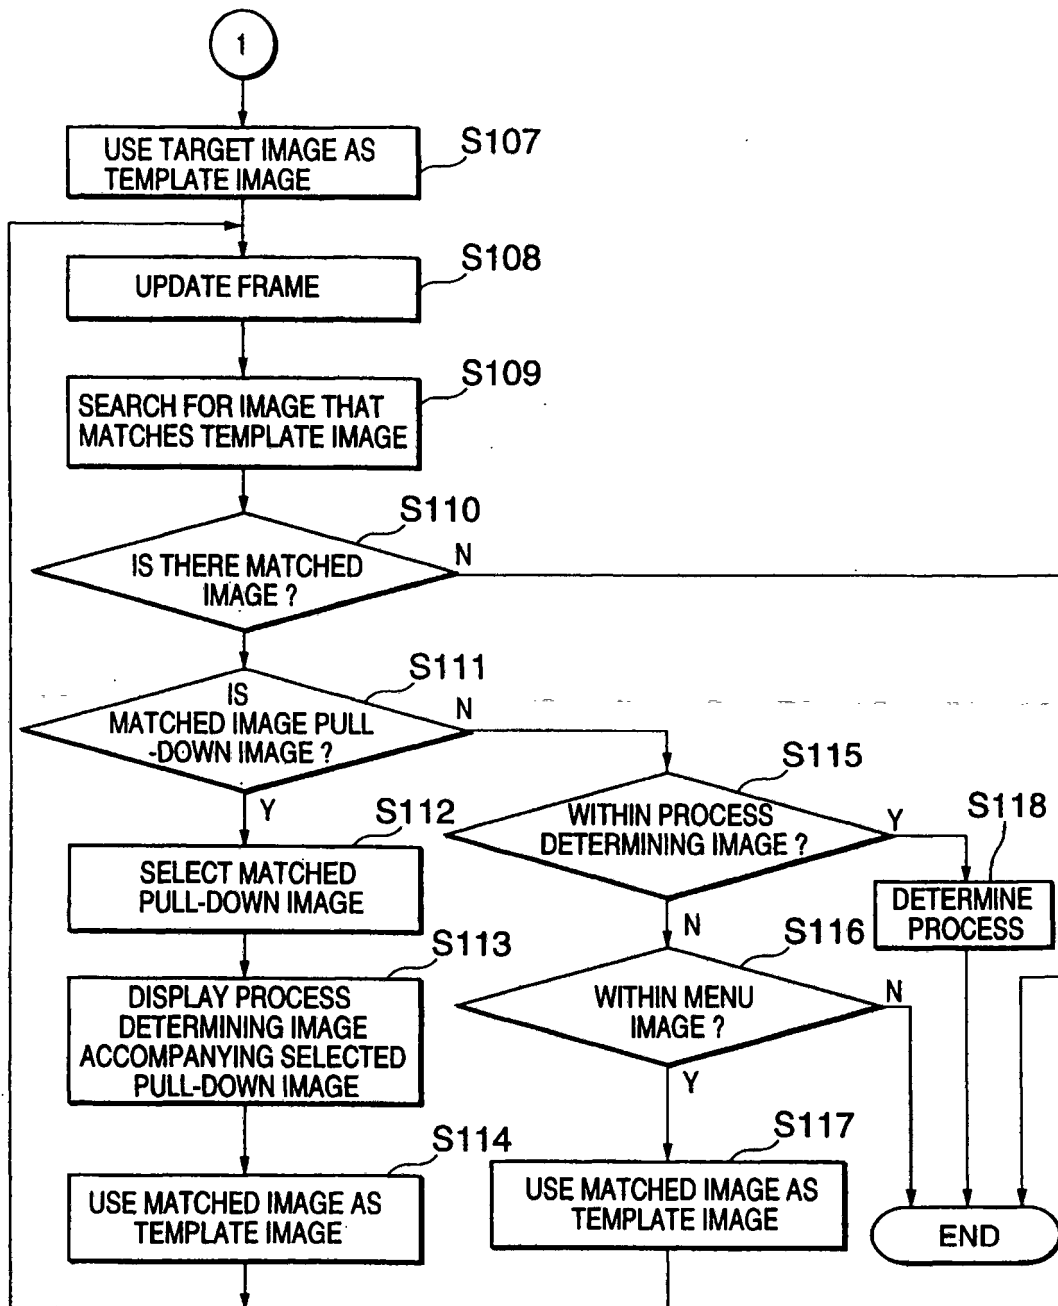 1
USE TARGET IMAGE AS
TEMPLATE IMAGE
S107
UPDATE FRAME
S108
SEARCH FOR IMAGE THAT
MATCHES TEMPLATE IMAGE
S109
IS THERE MATCHED
IMAGE ?
S110
N
IS
MATCHED IMAGE PULL
-DOWN IMAGE ?
S111
N
Y
SELECT MATCHED
PULL-DOWN IMAGE
S112
DISPLAY PROCESS
DETERMINING IMAGE
ACCOMPANYING SELECTED
PULL-DOWN IMAGE
S113
USE MATCHED IMAGE AS
TEMPLATE IMAGE
S114
WITHIN PROCESS
DETERMINING IMAGE ?
S115
Y
N
WITHIN MENU
IMAGE ?
S116
N
Y
USE MATCHED IMAGE AS
TEMPLATE IMAGE
S117
DETERMINE
PROCESS
S118
END